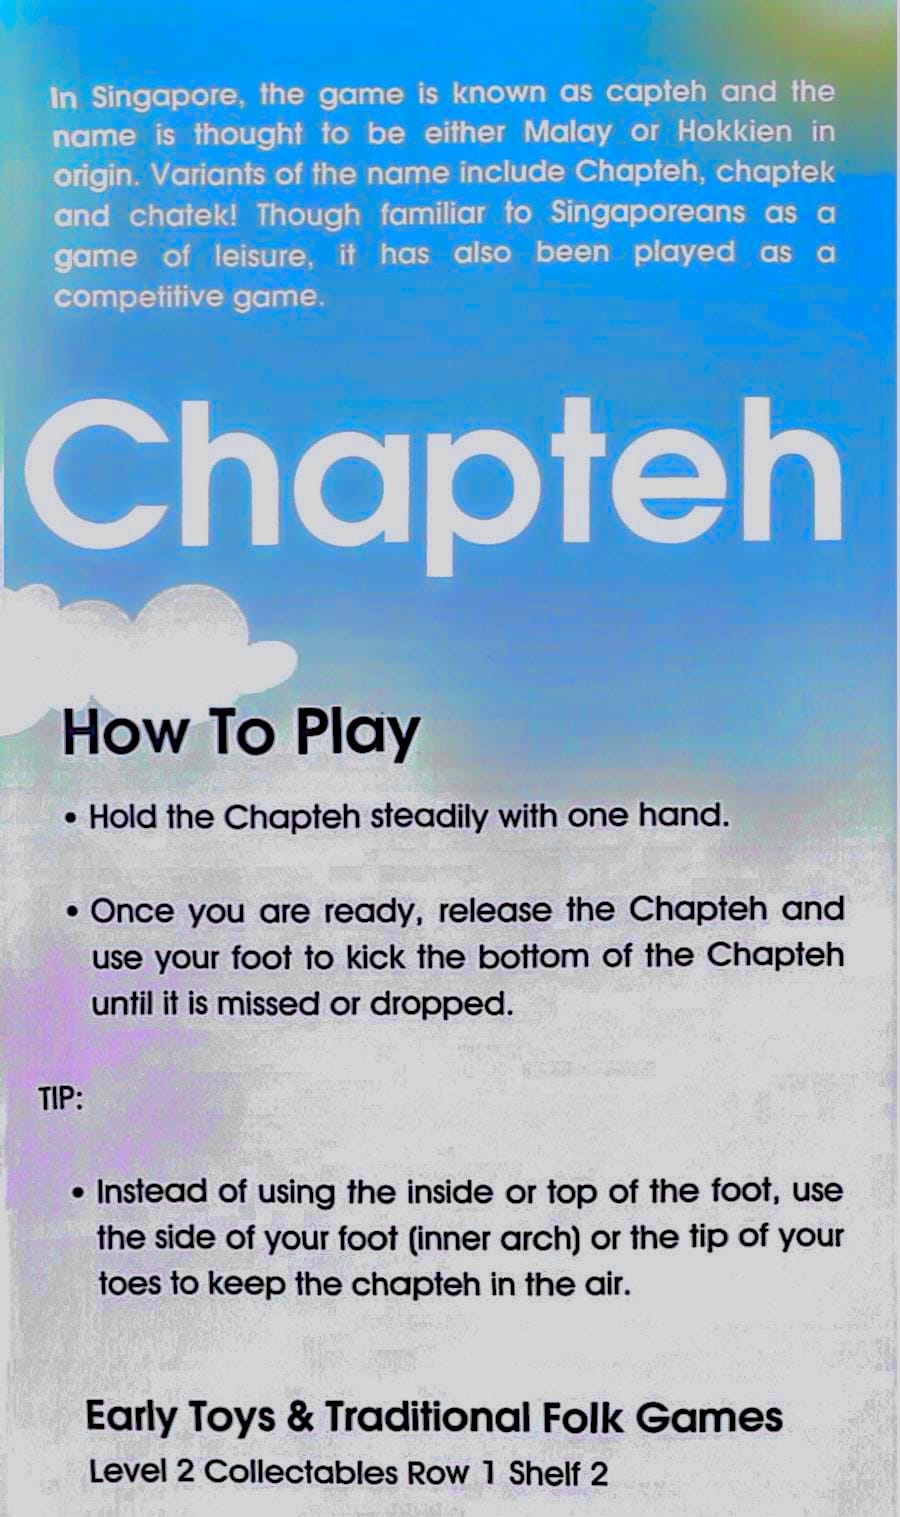 In Singapore, the game is known as capteh and the
name is thought to be either Malay or Hokkien in
origin. Variants of the name include Chapteh, chaptek
and chatek! Though familiar to Singaporeans as a
game of leisure, it has also been played as a
competitive game.
Chapteh
How To Play
• Hold the Chapteh steadily with one hand.
• Once you are ready, release the Chapteh and
use your foot to kick the bottom of the Chapteh
until it is missed or dropped.
TIP:
• Instead of using the inside or top of the foot, use
the side of your foot (inner arch) or the tip of your
toes to keep the chapteh in the air.
Early Toys & Traditional Folk Games
Level 2 Collectables Row 1 Shelf 2